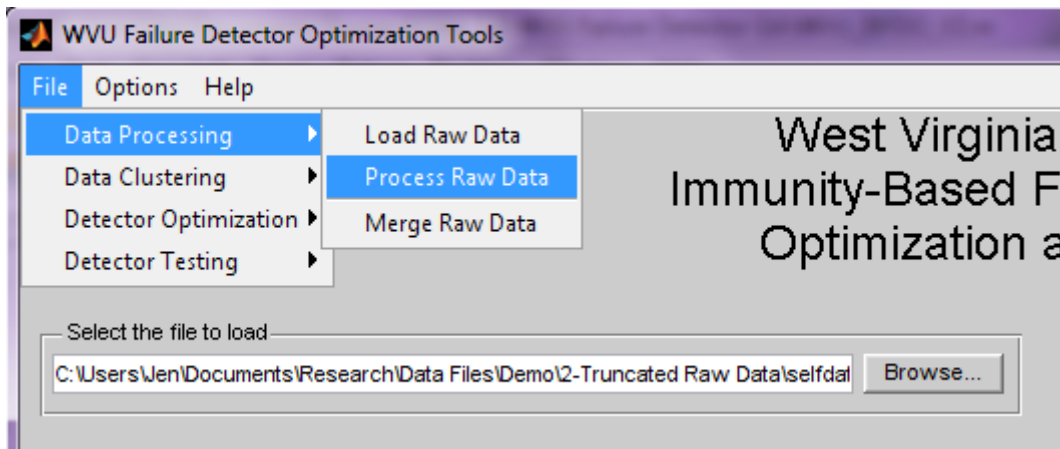 WVU Failure Detector Optimization Tools
File Options Help
Data Processing
Data Clustering
Detector Optimization
Detector Testing
Load Raw Data
Process Raw Data
Merge Raw Data
West Virginia
Immunity-Based F
Optimization a
Select the file to load
C:\Users\Jen\Documents\Research\Data Files\Demo\2-Truncated Raw Data\selfdat
Browse...